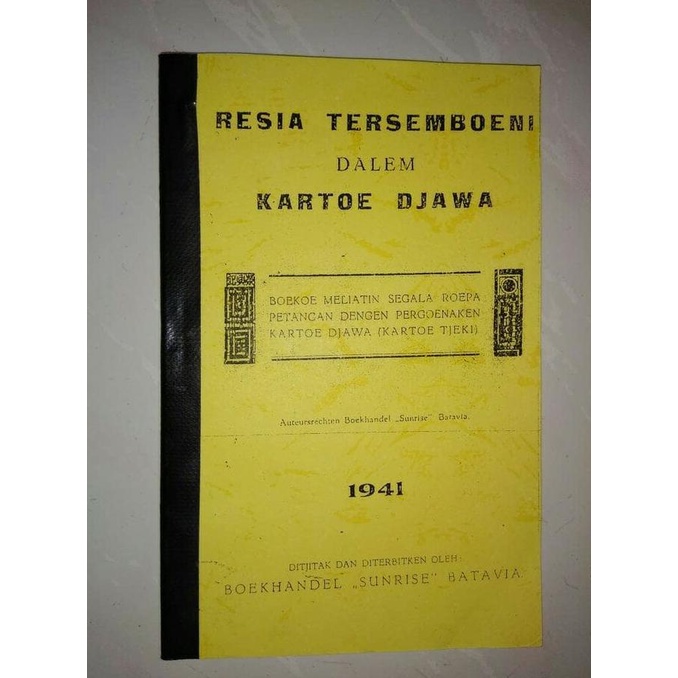 RESIA TERSEMBOENI
DALEM
KARTOE DJAWA
BOEKOE MELIATIN SEGALA ROEPA
PETANGAN DENGEN PERGOENAKEN
KARTOE DJAWA (KARTOE TJEKI)
Auteursrechten Boekhandel „Sunrise" Batavia.
1941
DITJITAK DAN DITERBITKEN OLEH:
BOEKHANDEL „SUNRISE" BATAVIA